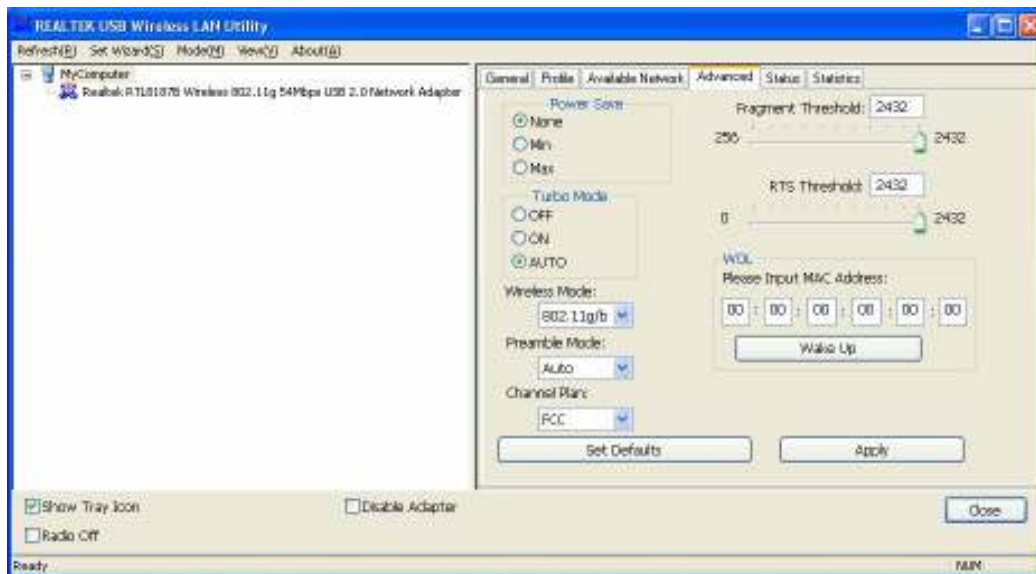 REALTEK USB Wireless LAN Utility
Refresh(R) Set Wizard(S) Mode(M) View(V) About(A)
MyComputer
Realtek RTL8187B Wireless 802.11g 54Mbps USB 2.0 Network Adapter
General Profile Available Network Advanced Status Statistics
Power Save
None
Min
Max
Turbo Mode
OFF
ON
AUTO
Wireless Mode:
802.11g/b
Preamble Mode:
Auto
Channel Plan:
FCC
Fragment Threshold: 2432
256 2432
RTS Threshold: 2432
0 2432
WOL
Please Input MAC Address:
00 : 00 : 00 : 00 : 00 : 00
Wake Up
Set Defaults Apply
Show Tray Icon Disable Adapter
Radio Off
Close
Ready NUM